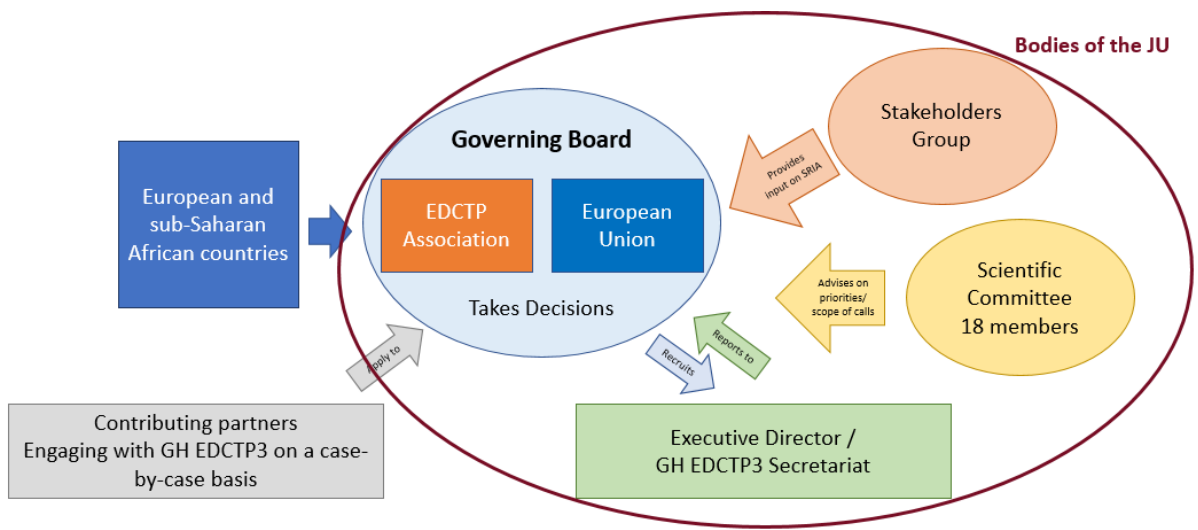 Bodies of the JU
Governing Board
EDCTP
Association
European
Union
Takes Decisions
European and
sub-Saharan
African countries
Stakeholders
Group
Provides
input on SRIA
Scientific
Committee
18 members
Advises on
priorities/
scope of calls
Apply to
Recruits
Reports to
Contributing partners
Engaging with GH EDCTP3 on a case-
by-case basis
Executive Director /
GH EDCTP3 Secretariat